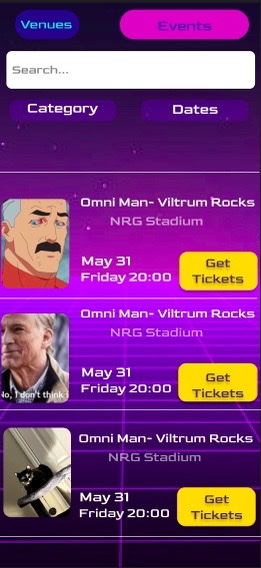 Venues
Events
Search...
Category
Dates
Omni Man- Viltrum Rocks
NRG Stadium
May 31
Friday 20:00
Get
Tickets
Omni Man- Viltrum Rocks
NRG Stadium
May 31
Friday 20:00
Get
Tickets
No, I don't think
Omni Man- Viltrum Rocks
NRG Stadium
May 31
Friday 20:00
Get
Tickets